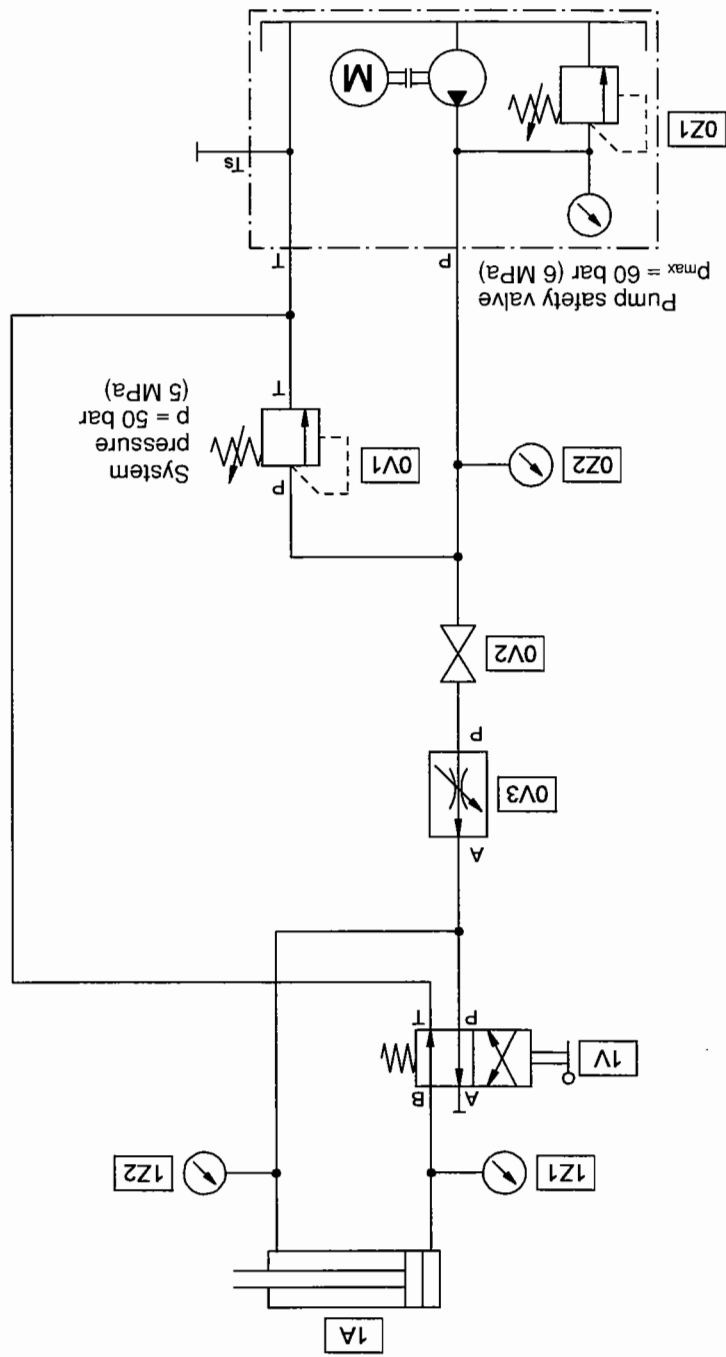 1A
1Z1
1Z2
A
B
1V
P
T
A
0V3
P
0V2
P
0Z2
0V1
System
pressure
p = 50 bar
(5 MPa)
T
Pump safety valve
pmax = 60 bar (6 MPa)
P
T
Ts
0Z1
M